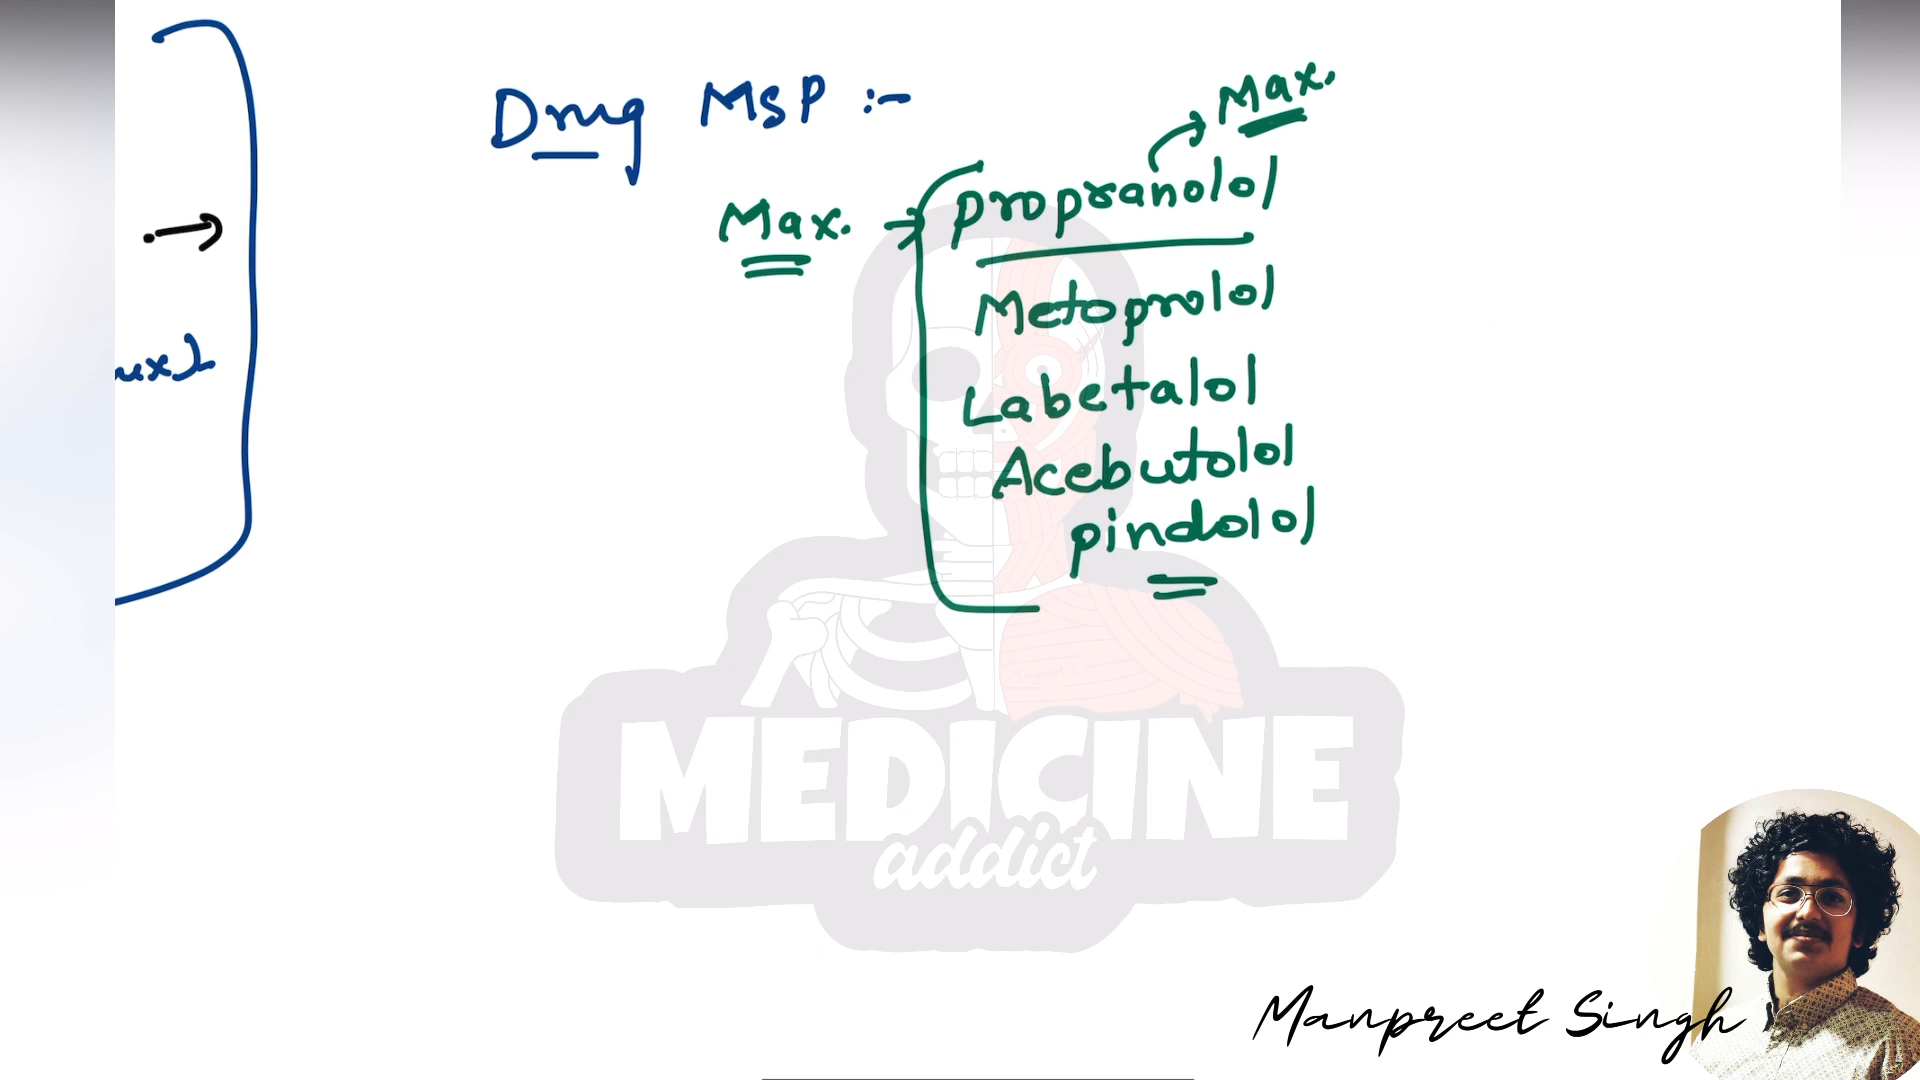 Drug MSP :-
Max.
Max. → propranolol
Metoprolol
Labetalol
Acebutolol
pindolol
MEDICINE
addict
Manpreet Singh